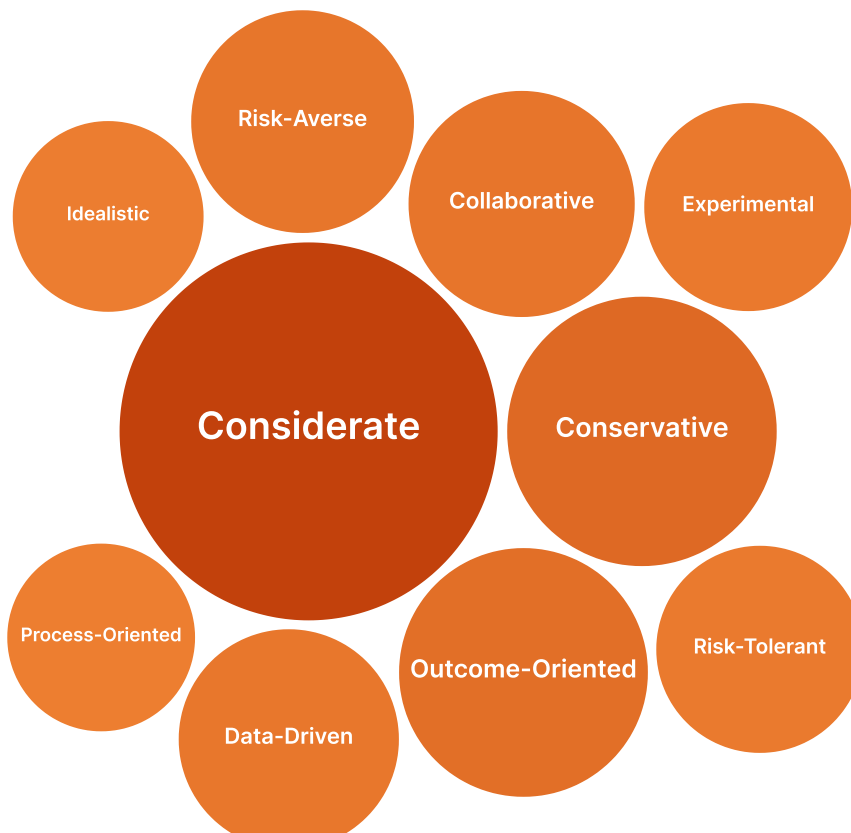 Risk-Averse
Collaborative
Experimental
Idealistic
Considerate
Conservative
Process-Oriented
Outcome-Oriented
Risk-Tolerant
Data-Driven